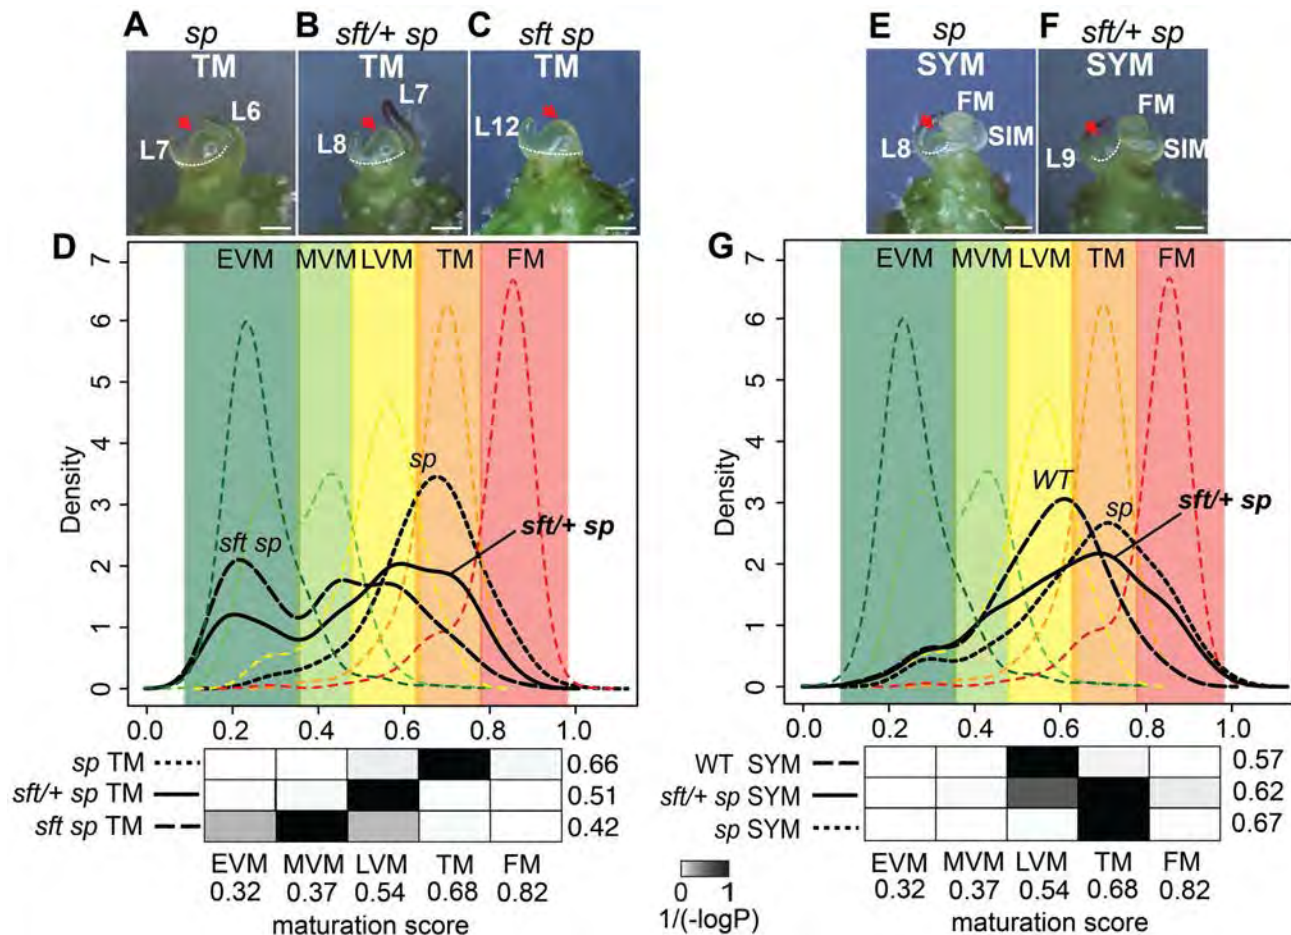 A sp
TM
L6
L7
B sft/+ sp
TM
L7
L8
C sft sp
TM
L12
E sp
SYM
FM
L8
SIM
F sft/+ sp
SYM
FM
L9
SIM
D
EVM MVM LVM TM FM
7
6
5
4
3
2
1
0
Density
sft sp
sp
sft/+ sp
0.0 0.2 0.4 0.6 0.8 1.0
sp TM 0.66
sft/+ sp TM 0.51
sft sp TM 0.42
EVM MVM LVM TM FM
0.32 0.37 0.54 0.68 0.82
maturation score
0 1
1/(-logP)
G
EVM MVM LVM TM FM
7
6
5
4
3
2
1
0
Density
WT
sp
sft/+ sp
0.0 0.2 0.4 0.6 0.8 1.0
WT SYM 0.57
sft/+ sp SYM 0.62
sp SYM 0.67
EVM MVM LVM TM FM
0.32 0.37 0.54 0.68 0.82
maturation score